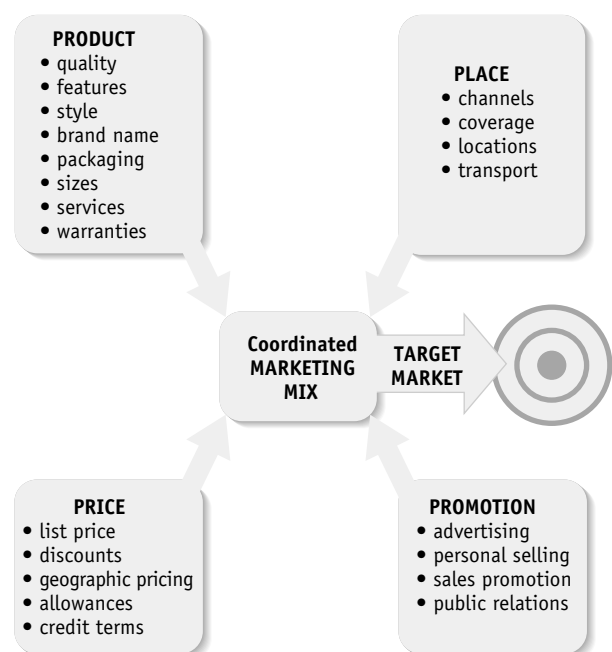 PRODUCT
• quality
• features
• style
• brand name
• packaging
• sizes
• services
• warranties
PLACE
• channels
• coverage
• locations
• transport
Coordinated
MARKETING
MIX
TARGET
MARKET
PRICE
• list price
• discounts
• geographic pricing
• allowances
• credit terms
PROMOTION
• advertising
• personal selling
• sales promotion
• public relations